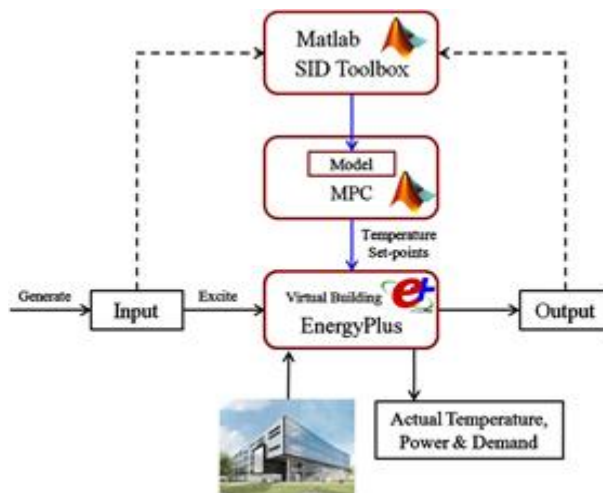 Matlab
SID Toolbox
Model
MPC
Temperature
Set-points
Generate
Input
Excite
Virtual Building
e+
EnergyPlus
Output
Actual Temperature,
Power & Demand